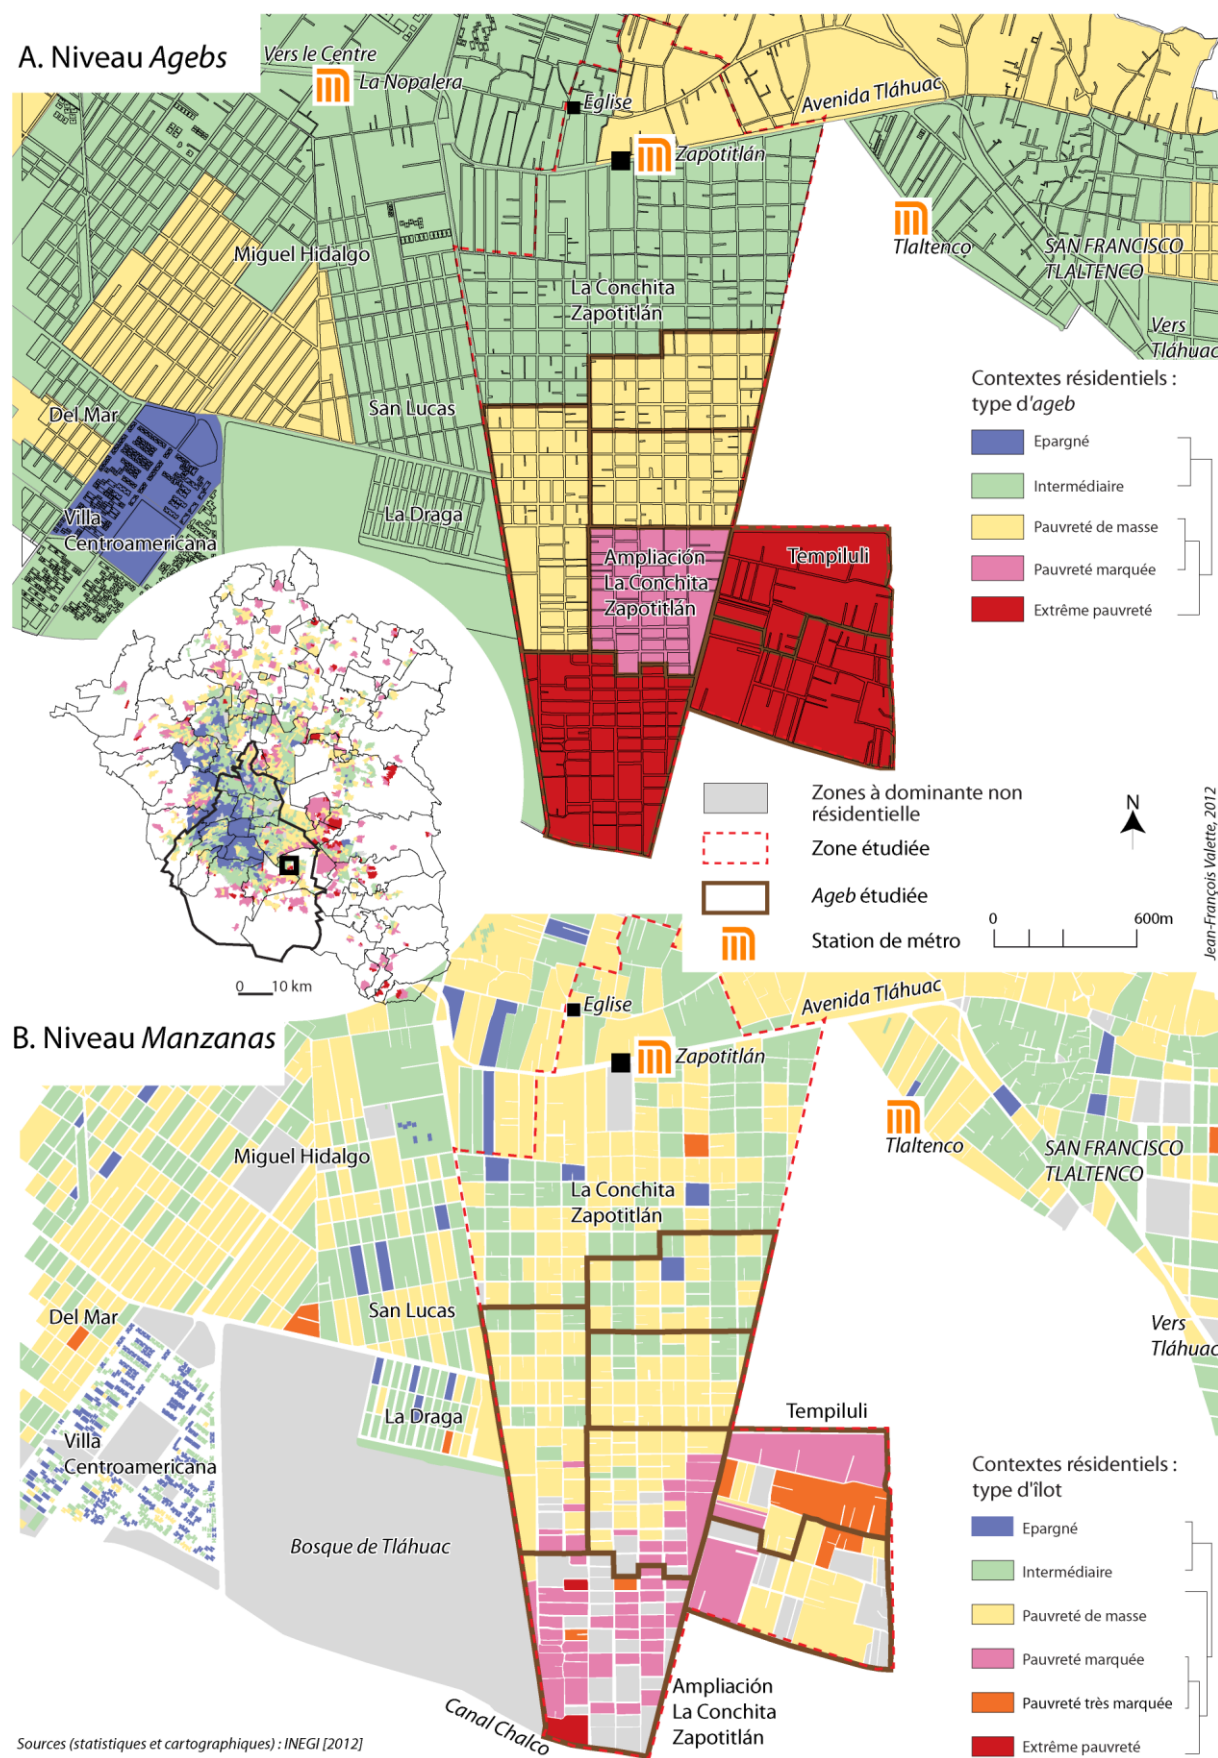 A. Niveau Agebs
Vers le Centre
La Nopalera
Eglise
Avenida Tláhuac
Zapotitlán
Tlaltenco
SAN FRANCISCO
TLALTENCO
Miguel Hidalgo
La Conchita
Zapotitlán
Vers
Tláhuac
Del Mar
San Lucas
La Draga
Villa
Centroamericana
Ampliación
La Conchita
Zapotitlán
Tempiluli
Contextes résidentiels :
type d'ageb
Epargné
Intermédiaire
Pauvreté de masse
Pauvreté marquée
Extrême pauvreté
Zones à dominante non
résidentielle
Zone étudiée
Ageb étudiée
Station de métro
N
0 600m
Jean-François Valette, 2012
0 10 km
B. Niveau Manzanas
Eglise
Avenida Tláhuac
Zapotitlán
Tlaltenco
SAN FRANCISCO
TLALTENCO
Miguel Hidalgo
La Conchita
Zapotitlán
Del Mar
San Lucas
Vers
Tláhuac
La Draga
Tempiluli
Villa
Centroamericana
Bosque de Tláhuac
Canal Chalco
Ampliación
La Conchita
Zapotitlán
Contextes résidentiels :
type d'îlot
Epargné
Intermédiaire
Pauvreté de masse
Pauvreté marquée
Pauvreté très marquée
Extrême pauvreté
Sources (statistiques et cartographiques) : INEGI [2012]